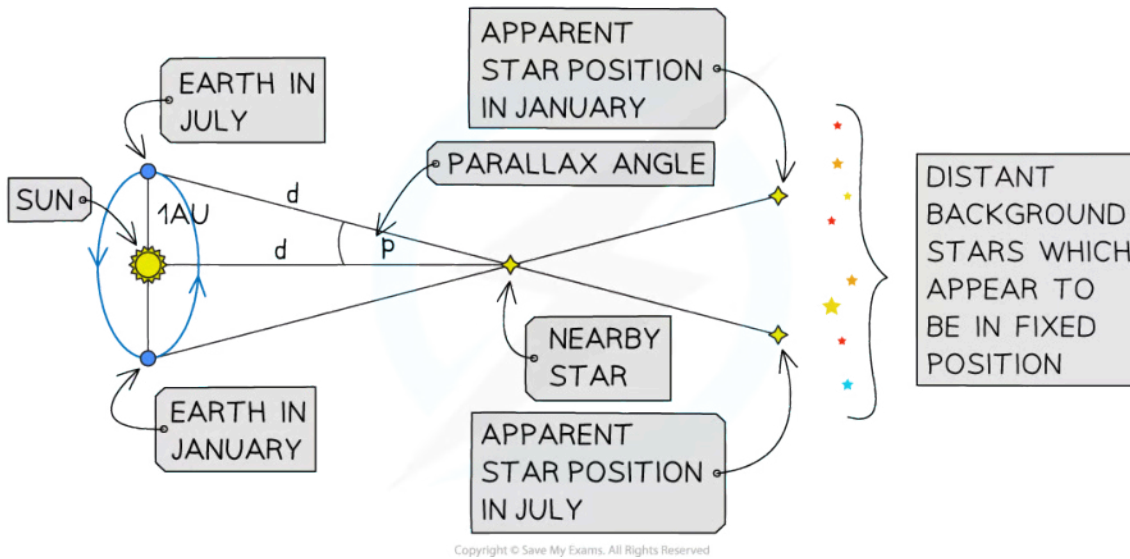 APPARENT
STAR POSITION
IN JANUARY
EARTH IN
JULY
PARALLAX ANGLE
SUN
1AU
d
d
p
DISTANT
BACKGROUND
STARS WHICH
APPEAR TO
BE IN FIXED
POSITION
NEARBY
STAR
EARTH IN
JANUARY
APPARENT
STAR POSITION
IN JULY
Copyright © Save My Exams. All Rights Reserved